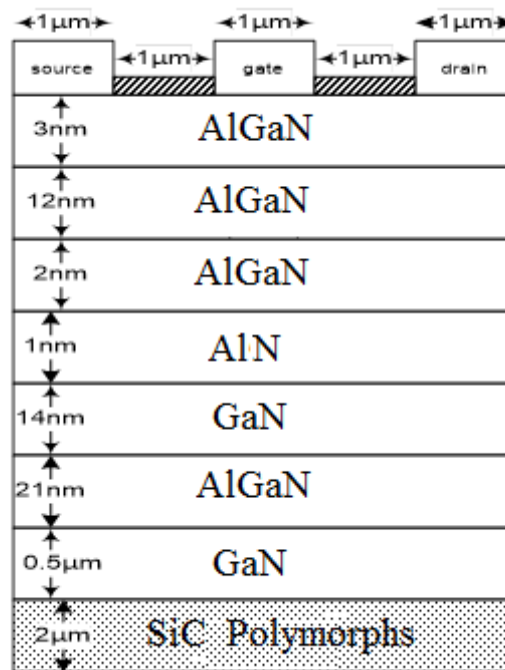 1µm 1µm 1µm 1µm 1µm
source gate drain
3nm AlGaN
12nm AlGaN
2nm AlGaN
1nm AlN
14nm GaN
21nm AlGaN
0.5µm GaN
2µm SiC Polymorphs